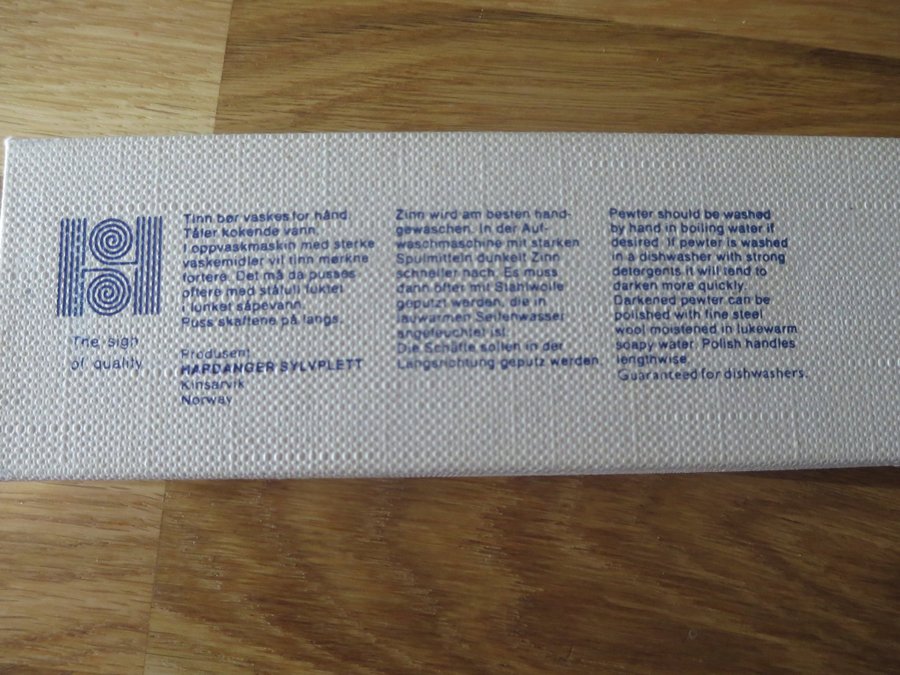 The sign
of quality
Tinn bør vaskes for hånd.
Tåler kokende vann.
I oppvaskmaskin med sterke
vaskemidler vil tinn mørkne
fortere. Det må da pusses
oftere med stålull fuktet
i lunket såpevann.
Puss skaftene på langs.
Produsent
HARDANGER SYLVPLETT
Kinsarvik
Norway
Zinn wird am besten hand-
gewaschen. In der Auf-
waschmaschine mit starken
Spulmitteln dunkelt Zinn
schneller nach. Es muss
dann öfter mit Stahlwolle
geputzt werden, die in
lauwarmen Seifenwasser
angefeuchtet ist.
Die Schäfte sollen in der
Langsrichtung geputz werden.
Pewter should be washed
by hand in boiling water if
desired. If pewter is washed
in a dishwasher with strong
detergents it will tend to
darken more quickly.
Darkened pewter can be
polished with fine steel
wool moistened in lukewarm
soapy water. Polish handles
lengthwise.
Guaranteed for dishwashers.